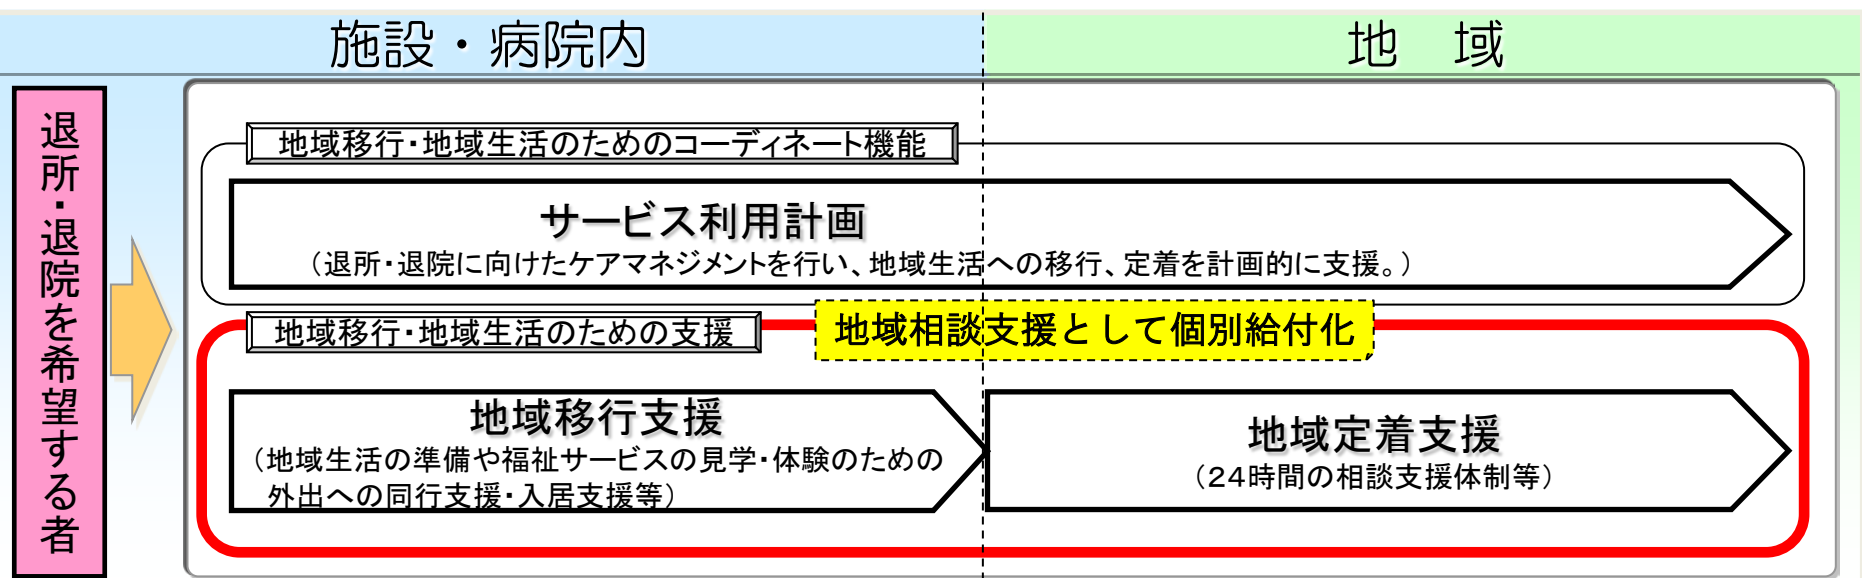 施設・病院内
地　域
退所・退院を希望する者
地域移行・地域生活のためのコーディネート機能
サービス利用計画
（退所・退院に向けたケアマネジメントを行い、地域生活への移行、定着を計画的に支援。）
地域移行・地域生活のための支援
地域相談支援として個別給付化
地域移行支援
（地域生活の準備や福祉サービスの見学・体験のための
外出への同行支援・入居支援等）
地域定着支援
（２４時間の相談支援体制等）